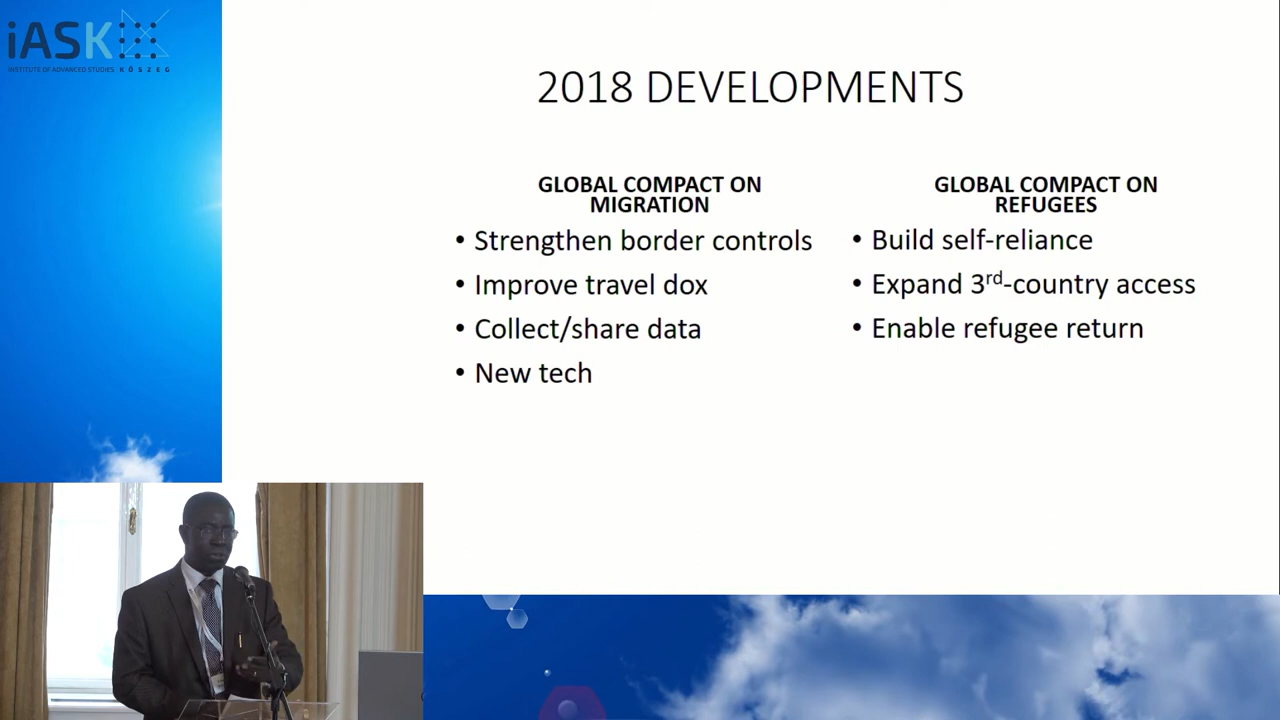 iASK
INSTITUTE OF ADVANCED STUDIES KŐSZEG
2018 DEVELOPMENTS
GLOBAL COMPACT ON
MIGRATION
• Strengthen border controls
• Improve travel dox
• Collect/share data
• New tech
GLOBAL COMPACT ON
REFUGEES
• Build self-reliance
• Expand 3rd-country access
• Enable refugee return